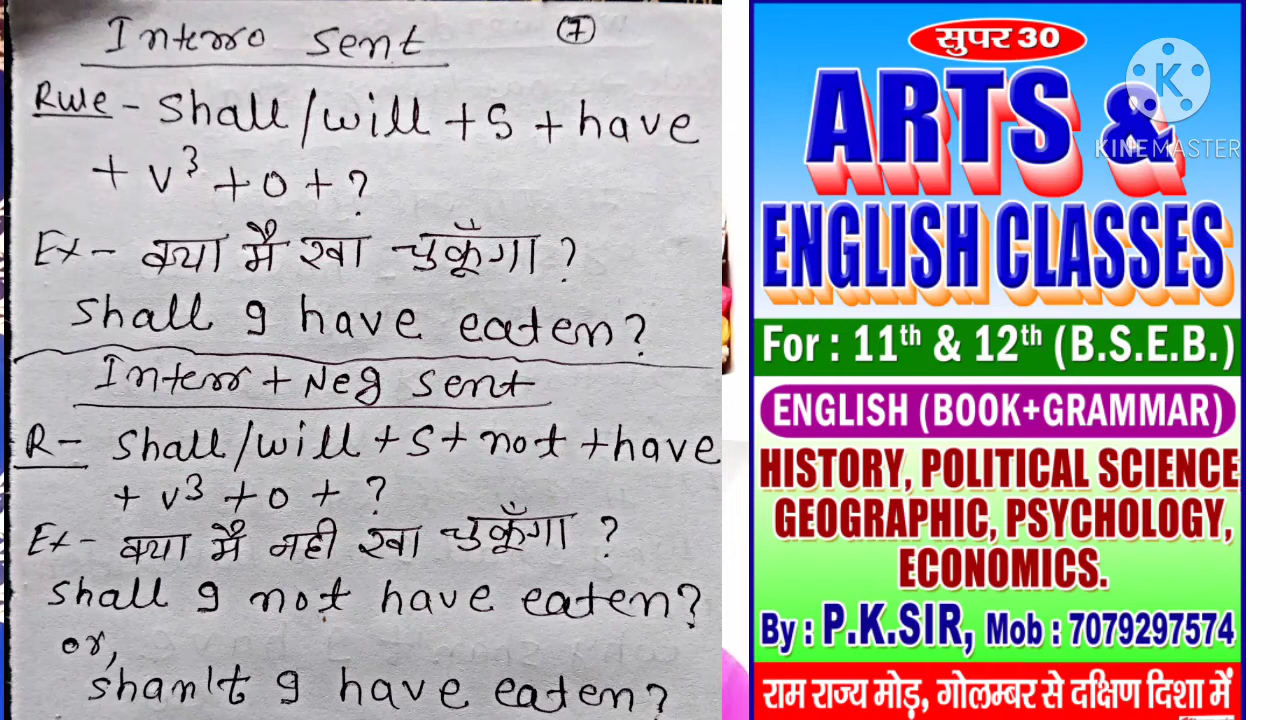 Interro Sent
7
Rule - Shall/will + S + have
+ V³ + O + ?
Ex - क्या मैं खा चुकूँगा ?
Shall I have eaten?
Interr + Neg Sent
R - Shall/will + S + not + have
+ V3 + O + ?
Ex - क्या मैं नही खा चुकूँगा ?
Shall I not have eaten?
or,
Shan't I have eaten?
सुपर 30
ARTS &
ENGLISH CLASSES
K
KINEMASTER
For : 11th & 12th (B.S.E.B.)
ENGLISH (BOOK+GRAMMAR)
HISTORY, POLITICAL SCIENCE
GEOGRAPHIC, PSYCHOLOGY,
ECONOMICS.
By : P.K.SIR, Mob : 7079297574
राम राज्य मोड़, गोलम्बर से दक्षिण दिशा में